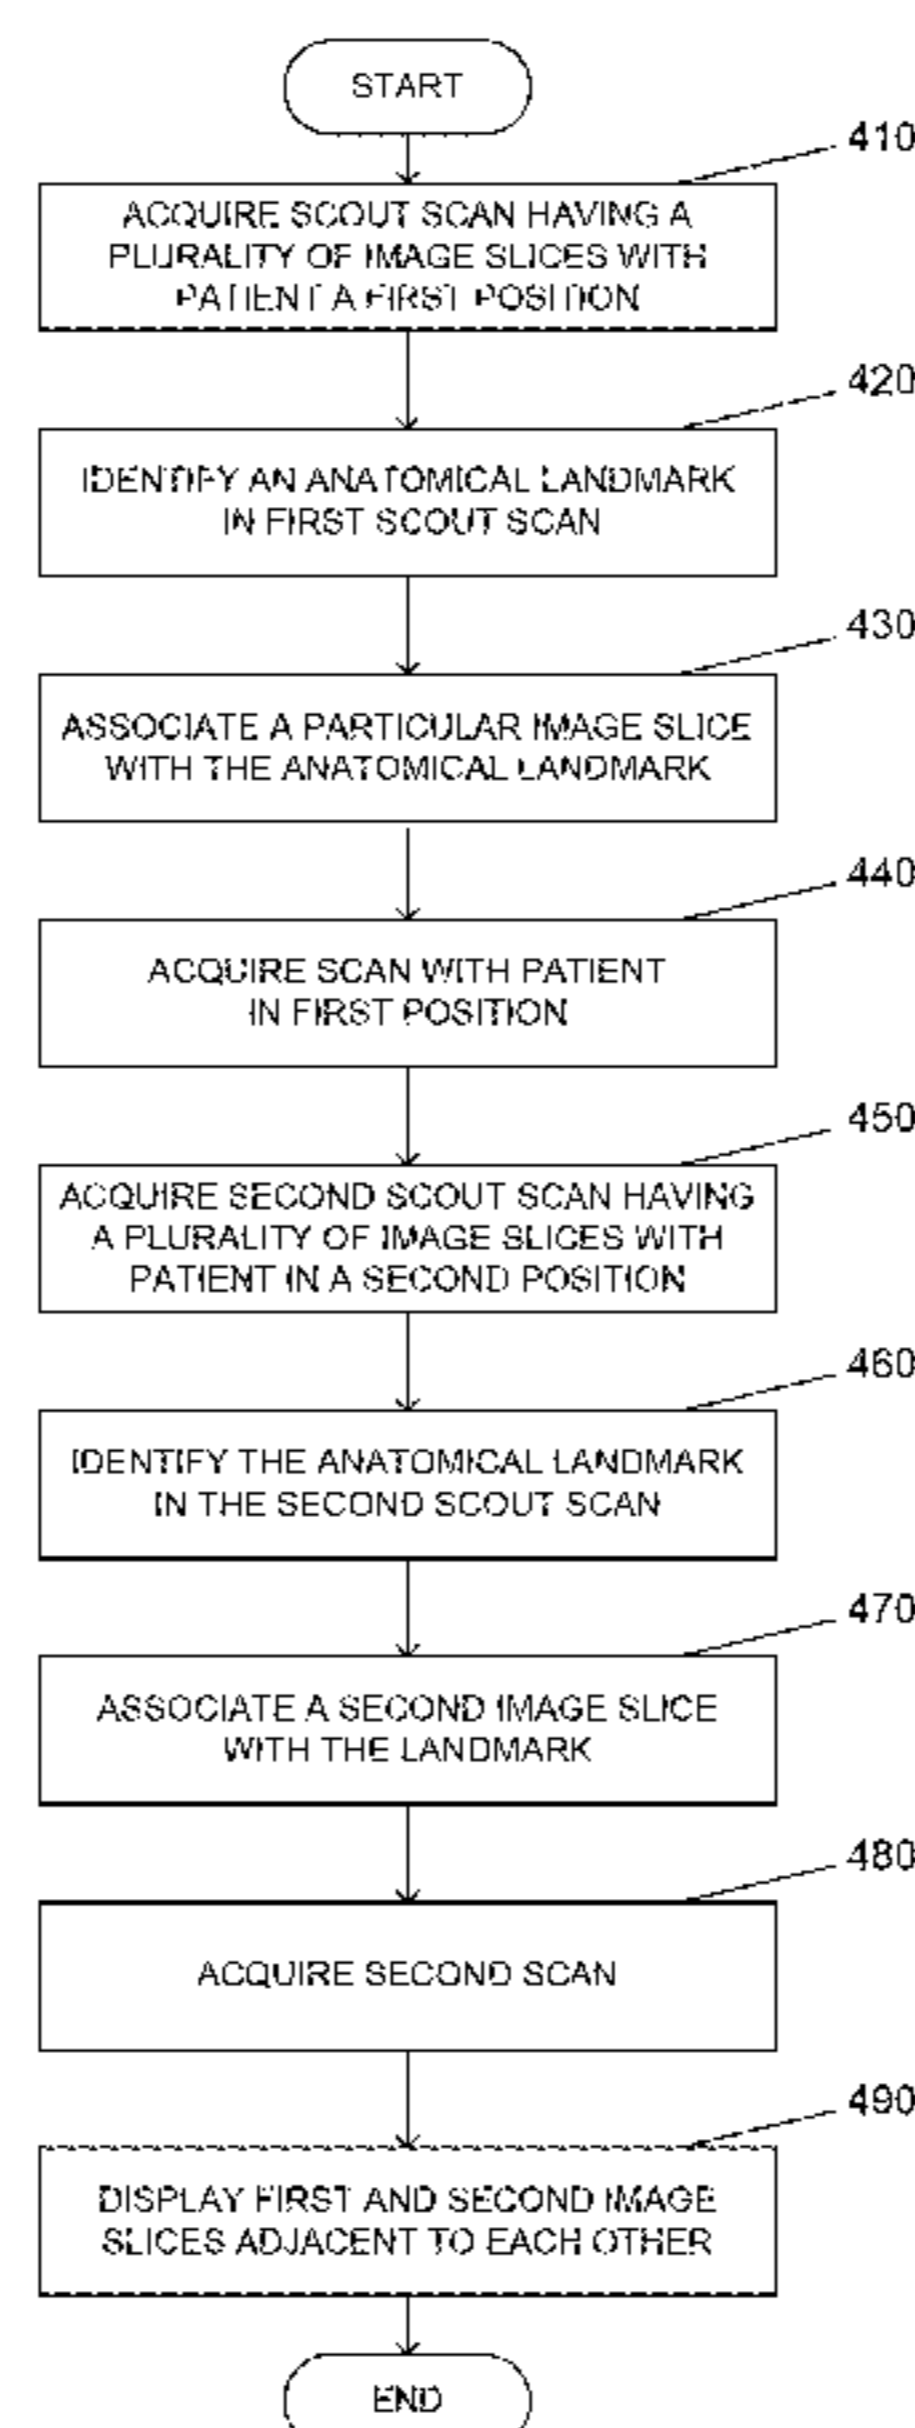 START
410
ACQUIRE SCOUT SCAN HAVING A
PLURALITY OF IMAGE SLICES WITH
PATIENT A FIRST POSITION
420
IDENTIFY AN ANATOMICAL LANDMARK
IN FIRST SCOUT SCAN
430
ASSOCIATE A PARTICULAR IMAGE SLICE
WITH THE ANATOMICAL LANDMARK
440
ACQUIRE SCAN WITH PATIENT
IN FIRST POSITION
450
ACQUIRE SECOND SCOUT SCAN HAVING
A PLURALITY OF IMAGE SLICES WITH
PATIENT IN A SECOND POSITION
460
IDENTIFY THE ANATOMICAL LANDMARK
IN THE SECOND SCOUT SCAN
470
ASSOCIATE A SECOND IMAGE SLICE
WITH THE LANDMARK
480
ACQUIRE SECOND SCAN
490
DISPLAY FIRST AND SECOND IMAGE
SLICES ADJACENT TO EACH OTHER
END